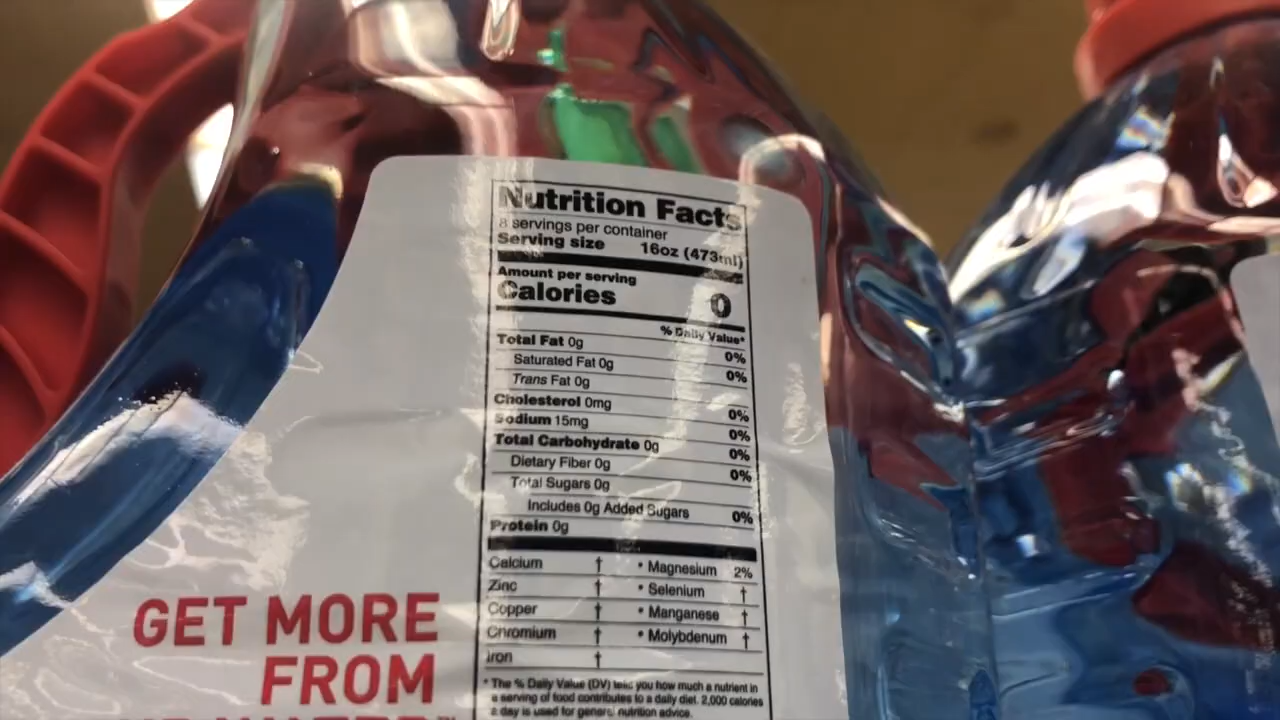 Nutrition Facts
8 servings per container
Serving size 16oz (473ml)
Amount per serving
Calories 0
% Daily Value*
Total Fat 0g 0%
Saturated Fat 0g 0%
Trans Fat 0g
Cholesterol 0mg 0%
Sodium 15mg 0%
Total Carbohydrate 0g 0%
Dietary Fiber 0g 0%
Total Sugars 0g
Includes 0g Added Sugars 0%
Protein 0g
Calcium † • Magnesium 2%
Zinc † • Selenium †
Copper † • Manganese †
Chromium † • Molybdenum †
Iron †
* The % Daily Value (DV) tells you how much a nutrient in
a serving of food contributes to a daily diet. 2,000 calories
a day is used for general nutrition advice.
GET MORE
FROM